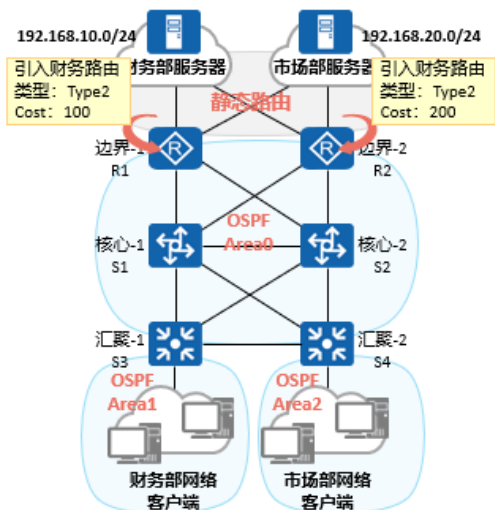 192.168.10.0/24
192.168.20.0/24
引入财务路由
类型：Type2
Cost：100
财务部服务器
市场部服务器
引入财务路由
类型：Type2
Cost：200
静态路由
边界-1
R1
R
R
边界-2
R2
OSPF
Area0
核心-1
S1
核心-2
S2
汇聚-1
S3
汇聚-2
S4
OSPF
Area1
OSPF
Area2
财务部网络
客户端
市场部网络
客户端